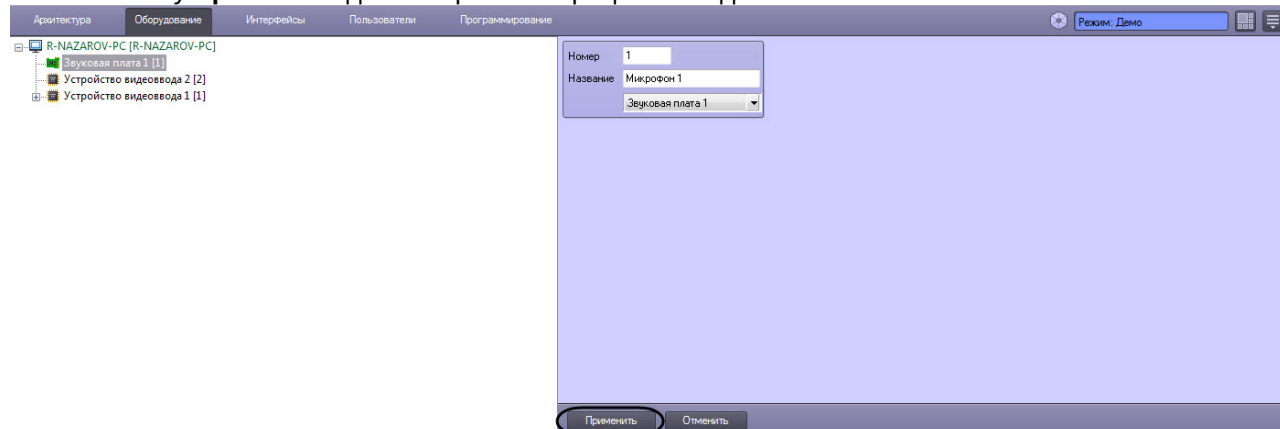 Архитектура Оборудование Интерфейсы Пользователи Программирование Режим: Демо
R-NAZAROV-PC [R-NAZAROV-PC]
Звуковая плата 1 [1]
Устройство видеоввода 2 [2]
Устройство видеоввода 1 [1]
Номер 1
Название Микрофон 1
Звуковая плата 1
Применить Отменить